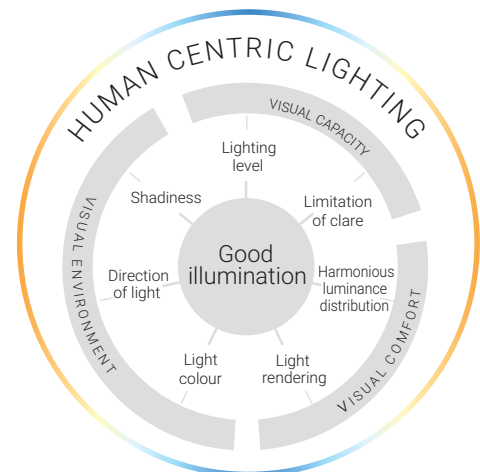 HUMAN CENTRIC LIGHTING
VISUAL CAPACITY
Lighting
level
Shadiness
Limitation
of clare
VISUAL ENVIRONMENT
Good
illumination
Direction
of light
Harmonious
luminance
distribution
VISUAL COMFORT
Light
colour
Light
rendering